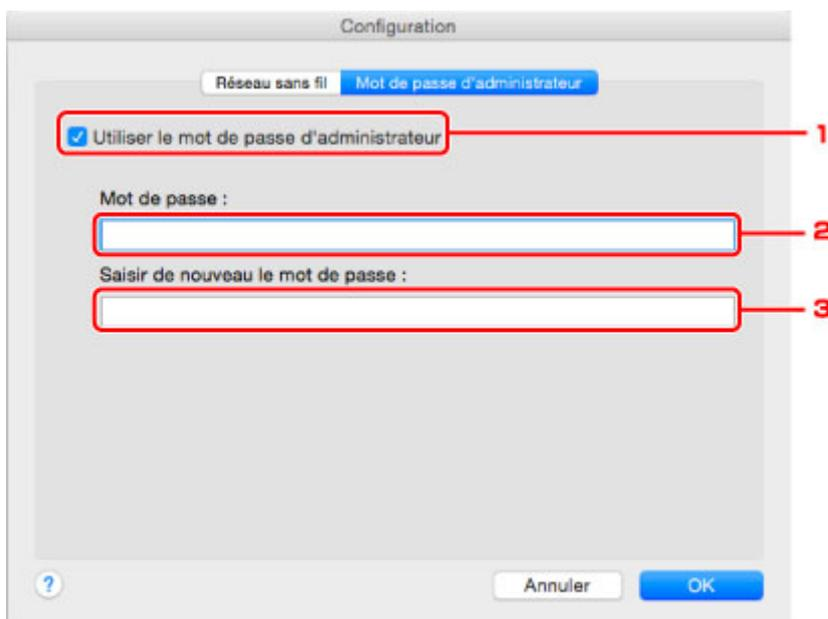 Configuration
Réseau sans fil Mot de passe d'administrateur
Utiliser le mot de passe d'administrateur 1
Mot de passe :
2
Saisir de nouveau le mot de passe :
3
? Annuler OK